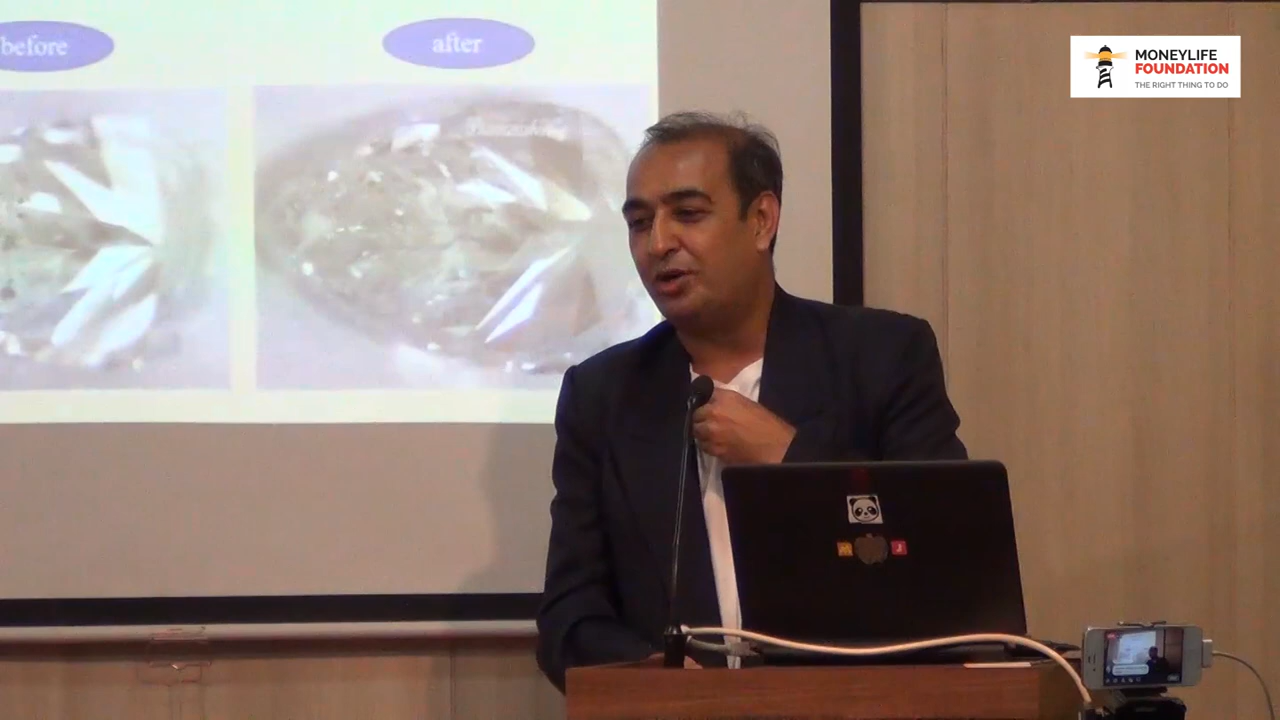 before
after
MONEYLIFE
FOUNDATION
THE RIGHT THING TO DO
M
J